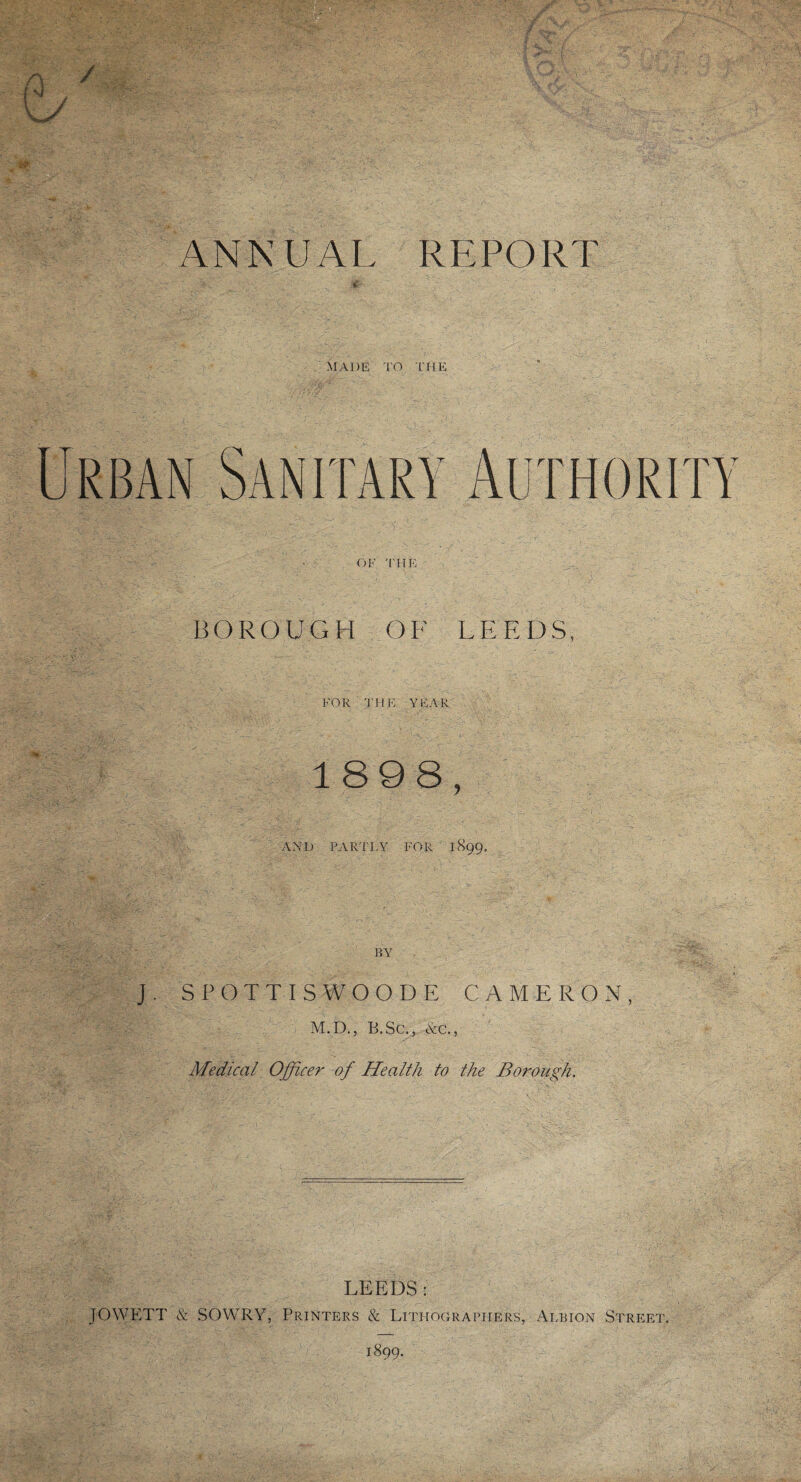 ANNUAL REPORT
MADE TO THE
URBAN SANITARY AUTHORITY
OF THE
BOROUGH OF LEEDS,
FOR THE YEAR
1898,
AND PARTLY FOR 1899.
BY
J. SPOTTISWOODE CAMERON,
M.D., B.Sc., &c.,
Medical Officer of Health to the Borough.
LEEDS:
JOWETT & SOWRY, PRINTERS & LITHOGRAPHERS, ALBION STREET.
1899.